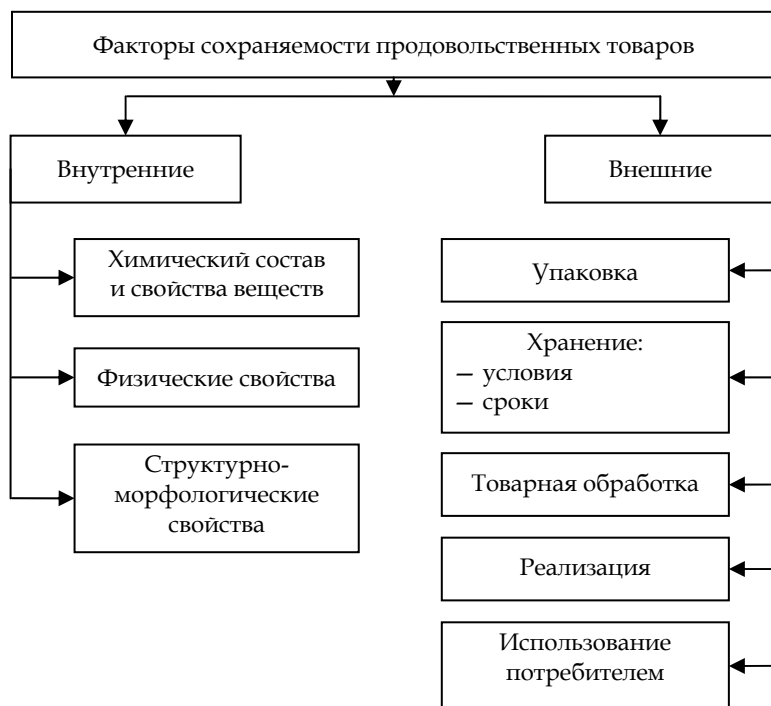 Факторы сохраняемости продовольственных товаров
Внутренние
Внешние
Химический состав
и свойства веществ
Физические свойства
Структурно-
морфологические
свойства
Упаковка
Хранение:
— условия
— сроки
Товарная обработка
Реализация
Использование
потребителем